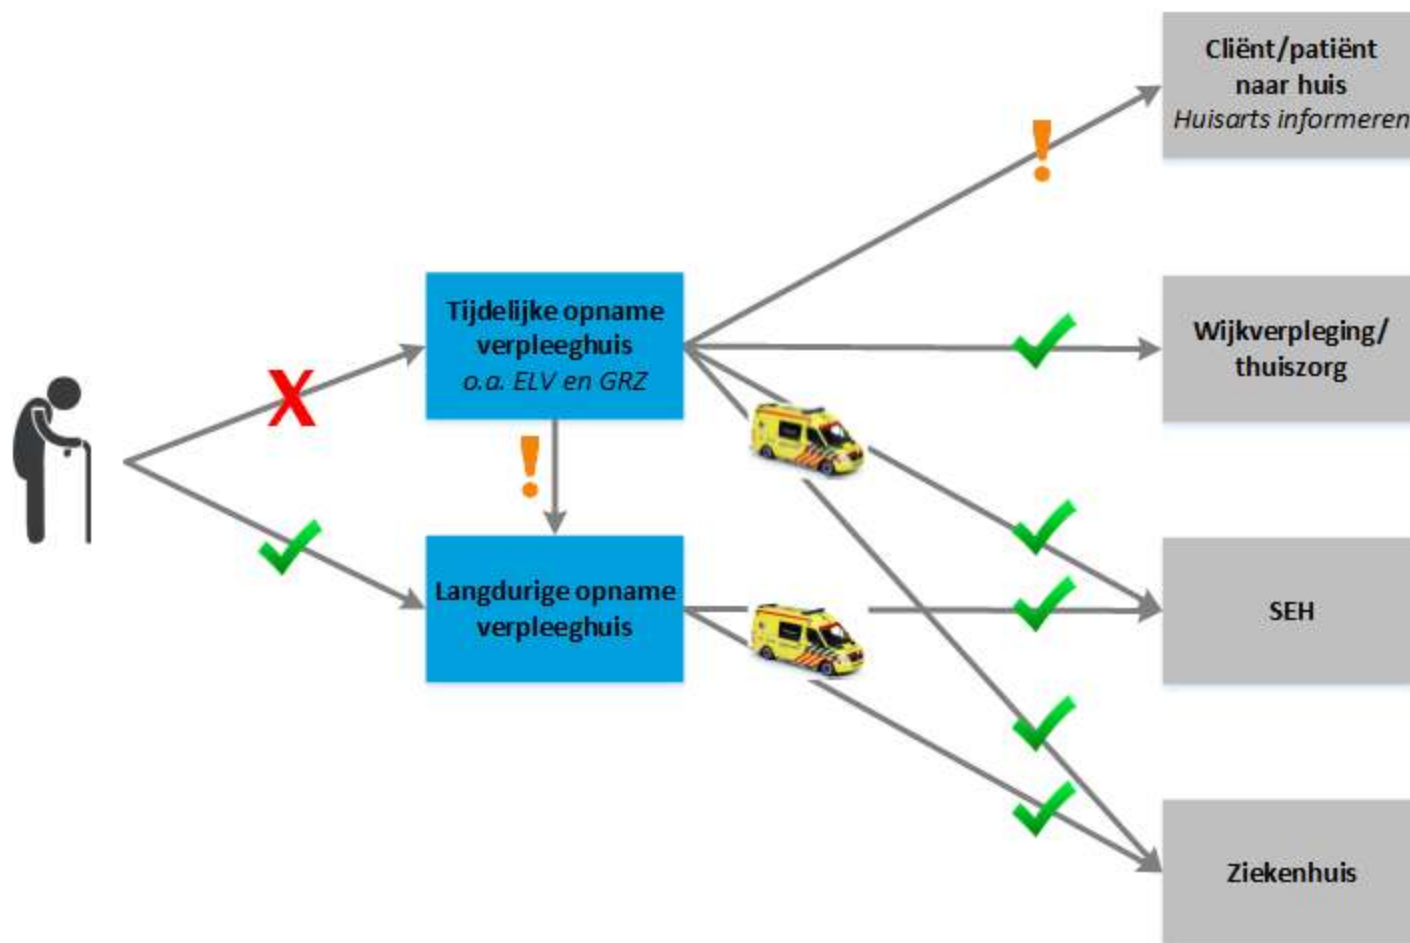 Cliënt/patiënt
naar huis
Huisarts informeren
Tijdelijke opname
verpleeghuis
o.a. ELV en GRZ
Wijkverpleging/
thuiszorg
X
!
!
Langdurige opname
verpleeghuis
SEH
Ziekenhuis